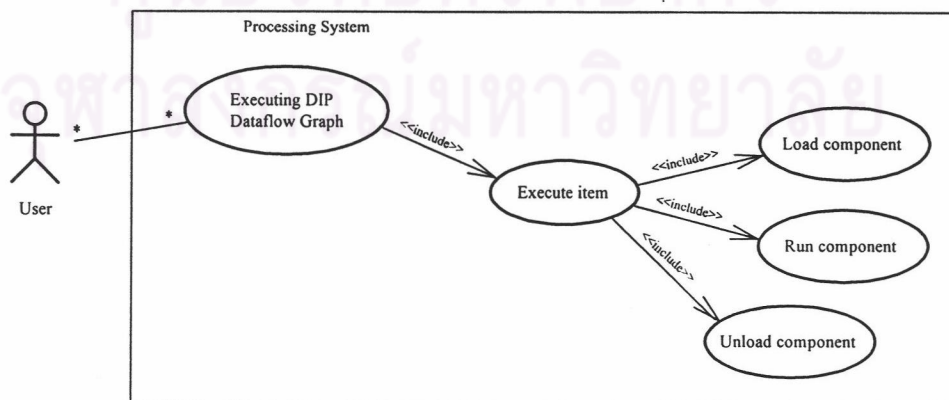 Processing System
Executing DIP
Dataflow Graph
*
*
User
<<include>>
Execute item
<<include>>
Load component
<<include>>
Run component
<<include>>
Unload component
จุฬาลงกรณ์มหาวิทยาลัย